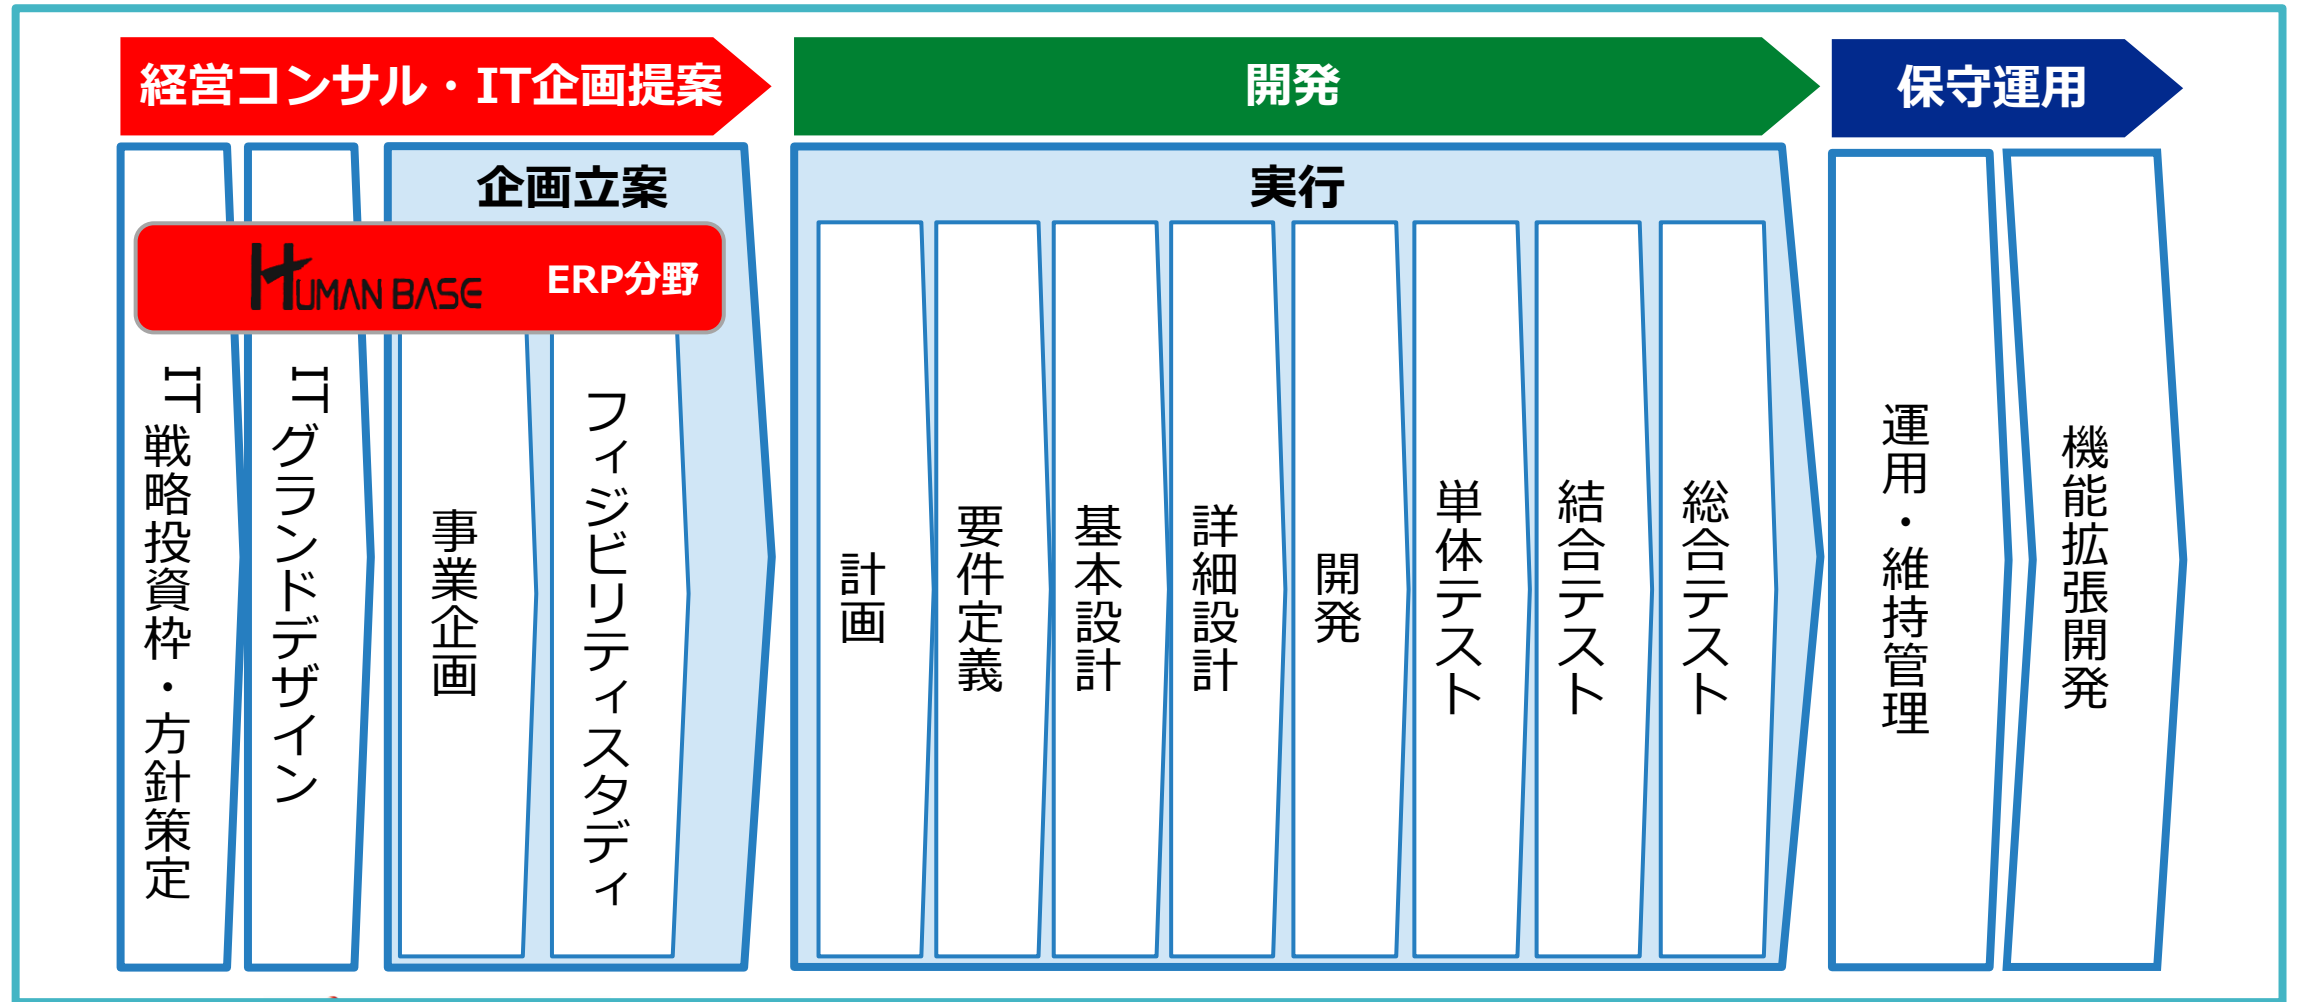 経営コンサル・IT企画提案
開発
保守運用
企画立案
実行
HUMAN BASE
ERP分野
IT戦略投資枠・方針策定
ITグランドデザイン
事業企画
フィジビリティスタディ
計画
要件定義
基本設計
詳細設計
開発
単体テスト
結合テスト
総合テスト
運用・維持管理
機能拡張開発